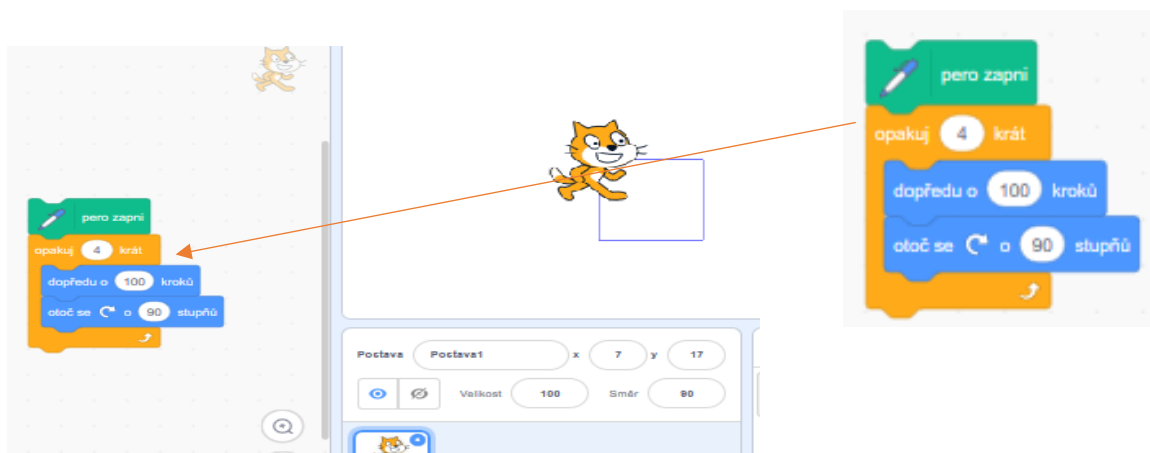 pero zapni
opakuj 4 krát
dopředu o 100 kroků
otoč se o 90 stupňů
Postava Postava1 x 7 y 17
Velikost 100 Směr 90
pero zapni
opakuj 4 krát
dopředu o 100 kroků
otoč se o 90 stupňů